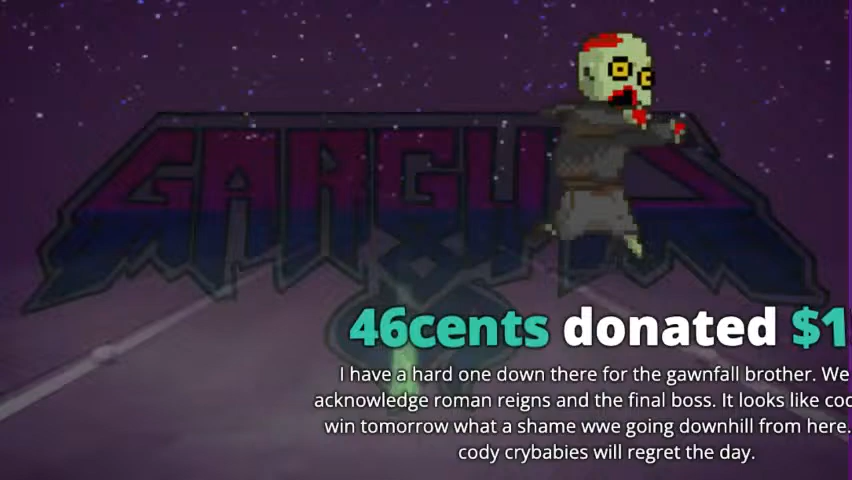 46cents donated $1
I have a hard one down there for the gawnfall brother. We
acknowledge roman reigns and the final boss. It looks like
win tomorrow what a shame wwe going downhill from here.
cody crybabies will regret the day.